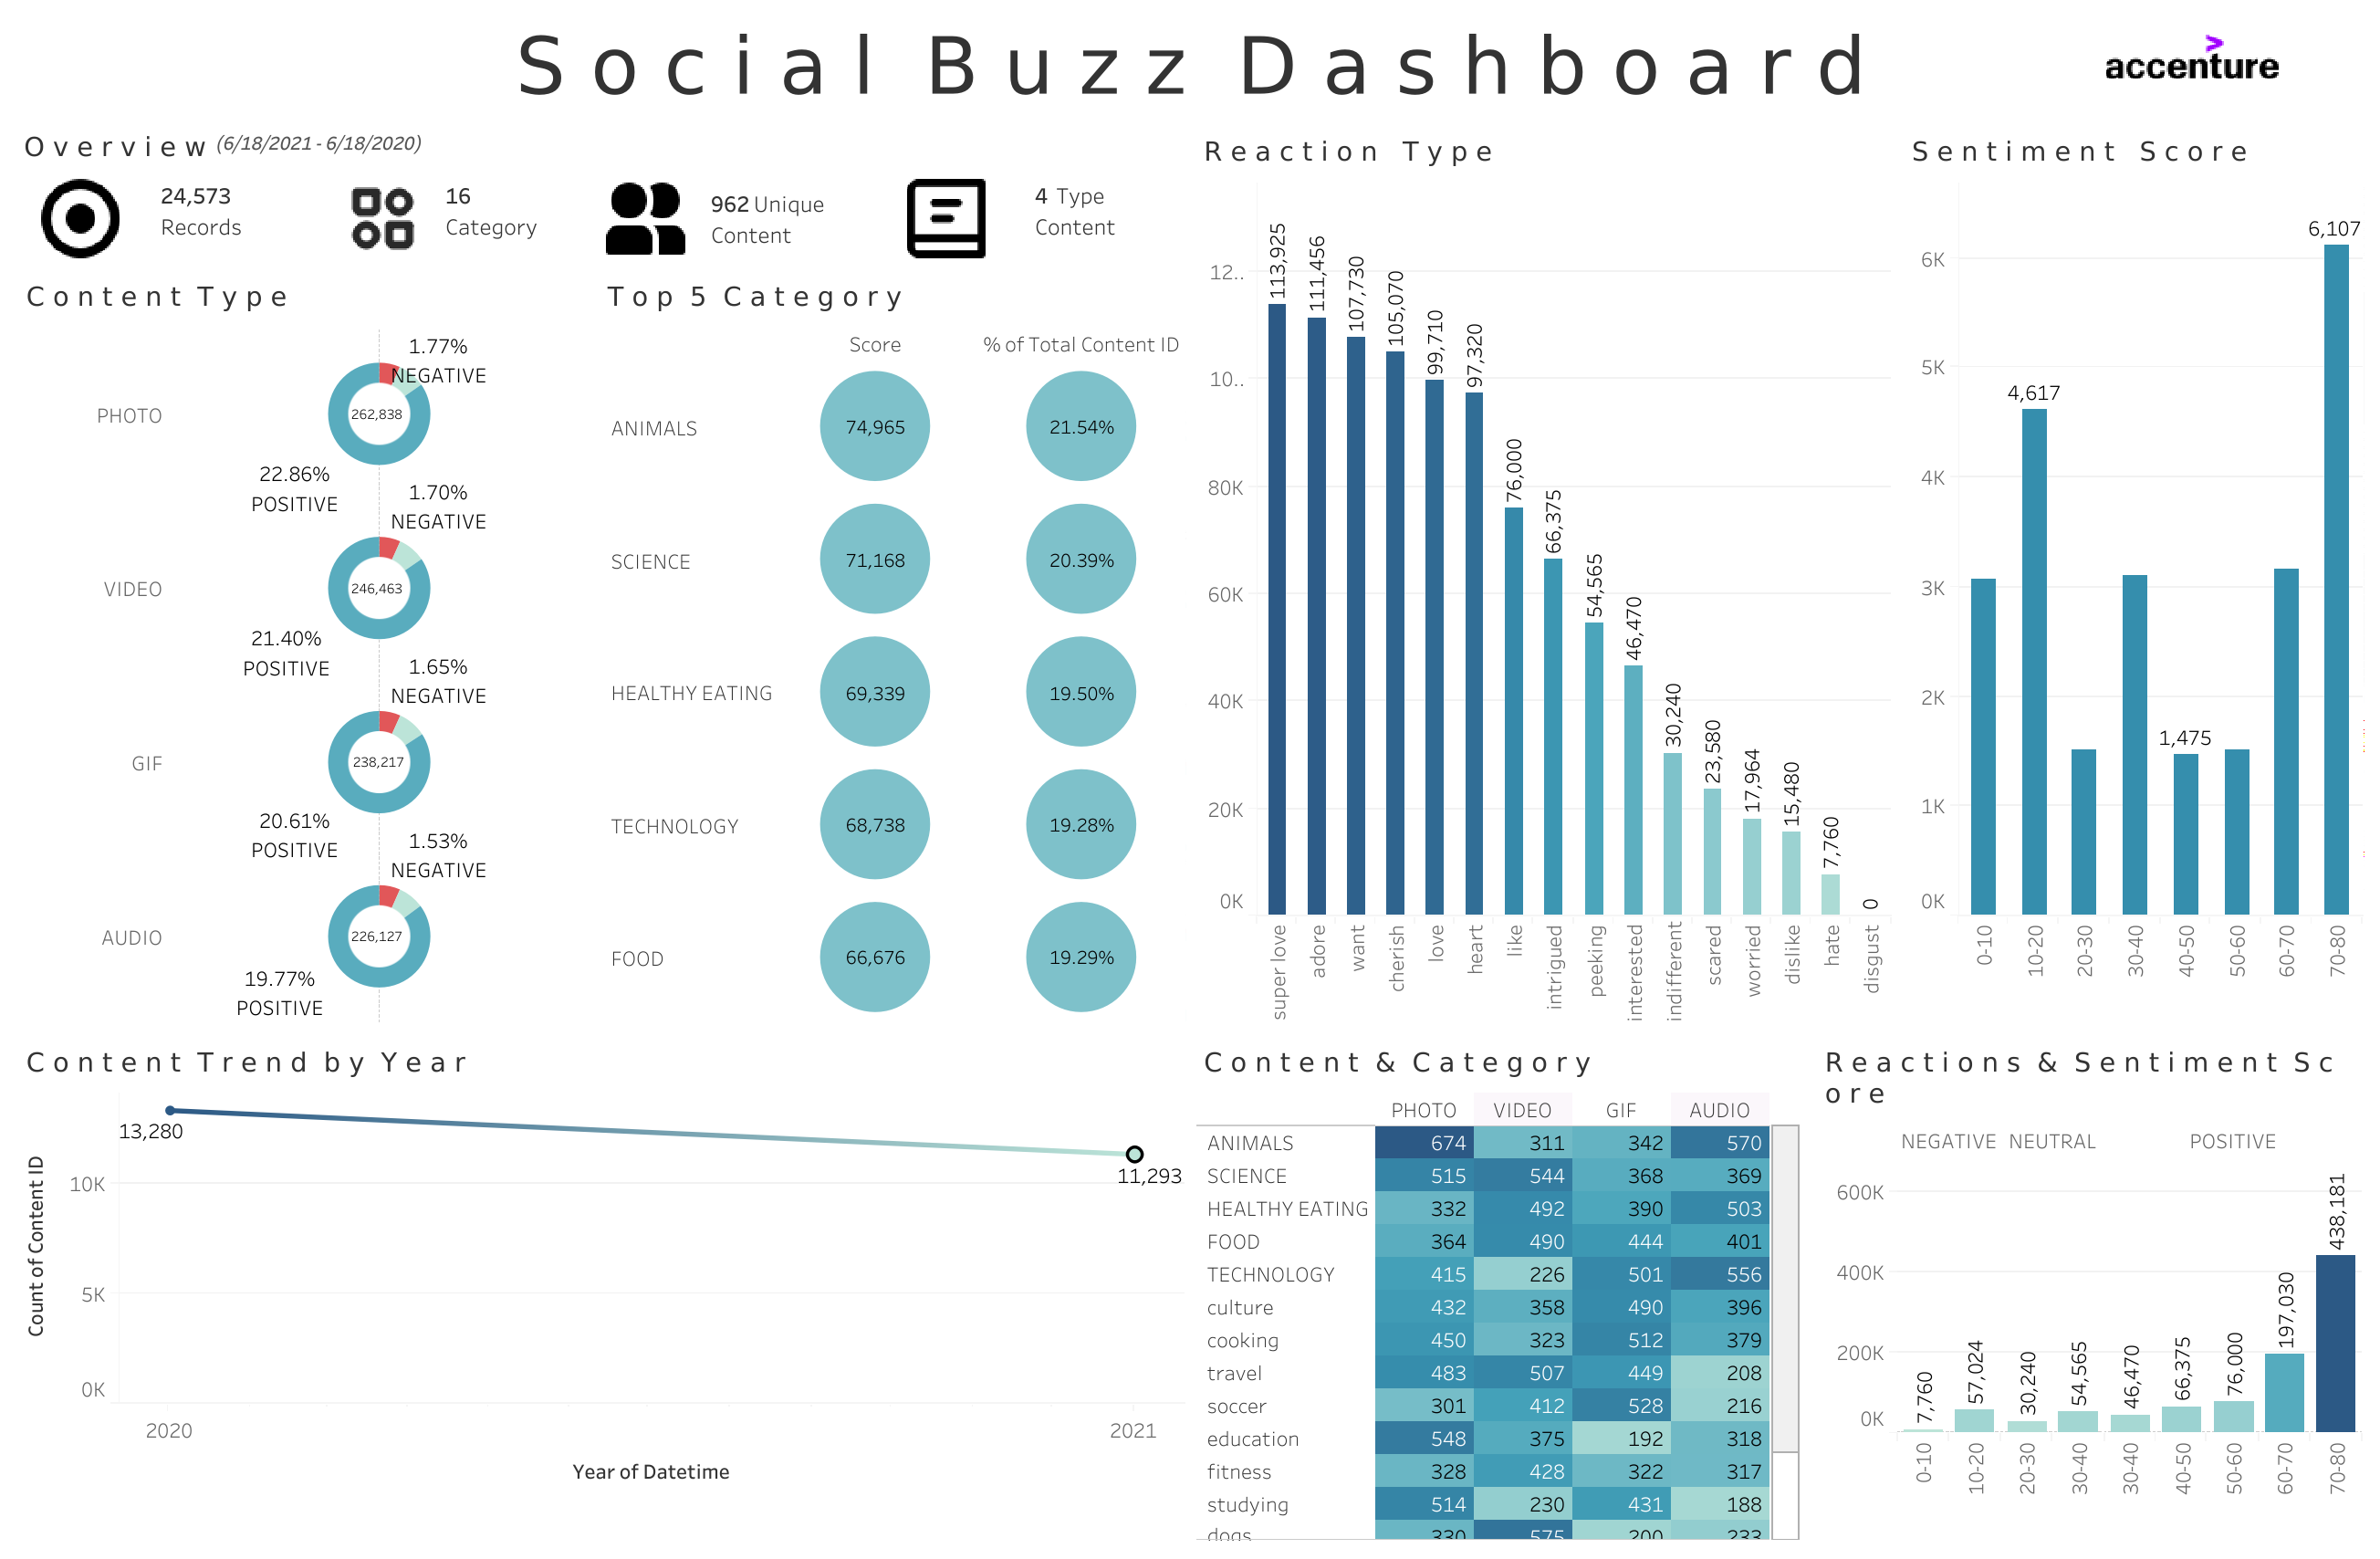 Social Buzz Dashboard
>
accenture
Overview (6/18/2021 - 6/18/2020)
24,573
Records
16
Category
962 Unique
Content
4 Type
Content
Content Type
PHOTO
262,838
1.77%
NEGATIVE
22.86%
POSITIVE
VIDEO
246,463
1.70%
NEGATIVE
21.40%
POSITIVE
GIF
238,217
1.65%
NEGATIVE
20.61%
POSITIVE
AUDIO
226,127
1.53%
NEGATIVE
19.77%
POSITIVE
Top 5 Category
Score % of Total Content ID
ANIMALS 74,965 21.54%
SCIENCE 71,168 20.39%
HEALTHY EATING 69,339 19.50%
TECHNOLOGY 68,738 19.28%
FOOD 66,676 19.29%
Reaction Type
12..
10..
80K
60K
40K
20K
0K
113,925
111,456
107,730
105,070
99,710
97,320
76,000
66,375
54,565
46,470
30,240
23,580
17,964
15,480
7,760
0
super love
adore
want
cherish
love
heart
like
intrigued
peeking
interested
indifferent
scared
worried
dislike
hate
disgust
Sentiment Score
6K
5K
4K
3K
2K
1K
0K
4,617
1,475
6,107
0-10
10-20
20-30
30-40
40-50
50-60
60-70
70-80
Content Trend by Year
Count of Content ID
10K
5K
0K
13,280
11,293
2020 2021
Year of Datetime
Content & Category
PHOTO VIDEO GIF AUDIO
ANIMALS 674 311 342 570
SCIENCE 515 544 368 369
HEALTHY EATING 332 492 390 503
FOOD 364 490 444 401
TECHNOLOGY 415 226 501 556
culture 432 358 490 396
cooking 450 323 512 379
travel 483 507 449 208
soccer 301 412 528 216
education 548 375 192 318
fitness 328 428 322 317
studying 514 230 431 188
dogs 330 575 200 233
Reactions & Sentiment Sc
ore
NEGATIVE NEUTRAL POSITIVE
600K
400K
200K
0K
7,760
57,024
30,240
54,565
46,470
66,375
76,000
197,030
438,181
0-10
10-20
20-30
30-40
30-40
40-50
50-60
60-70
70-80